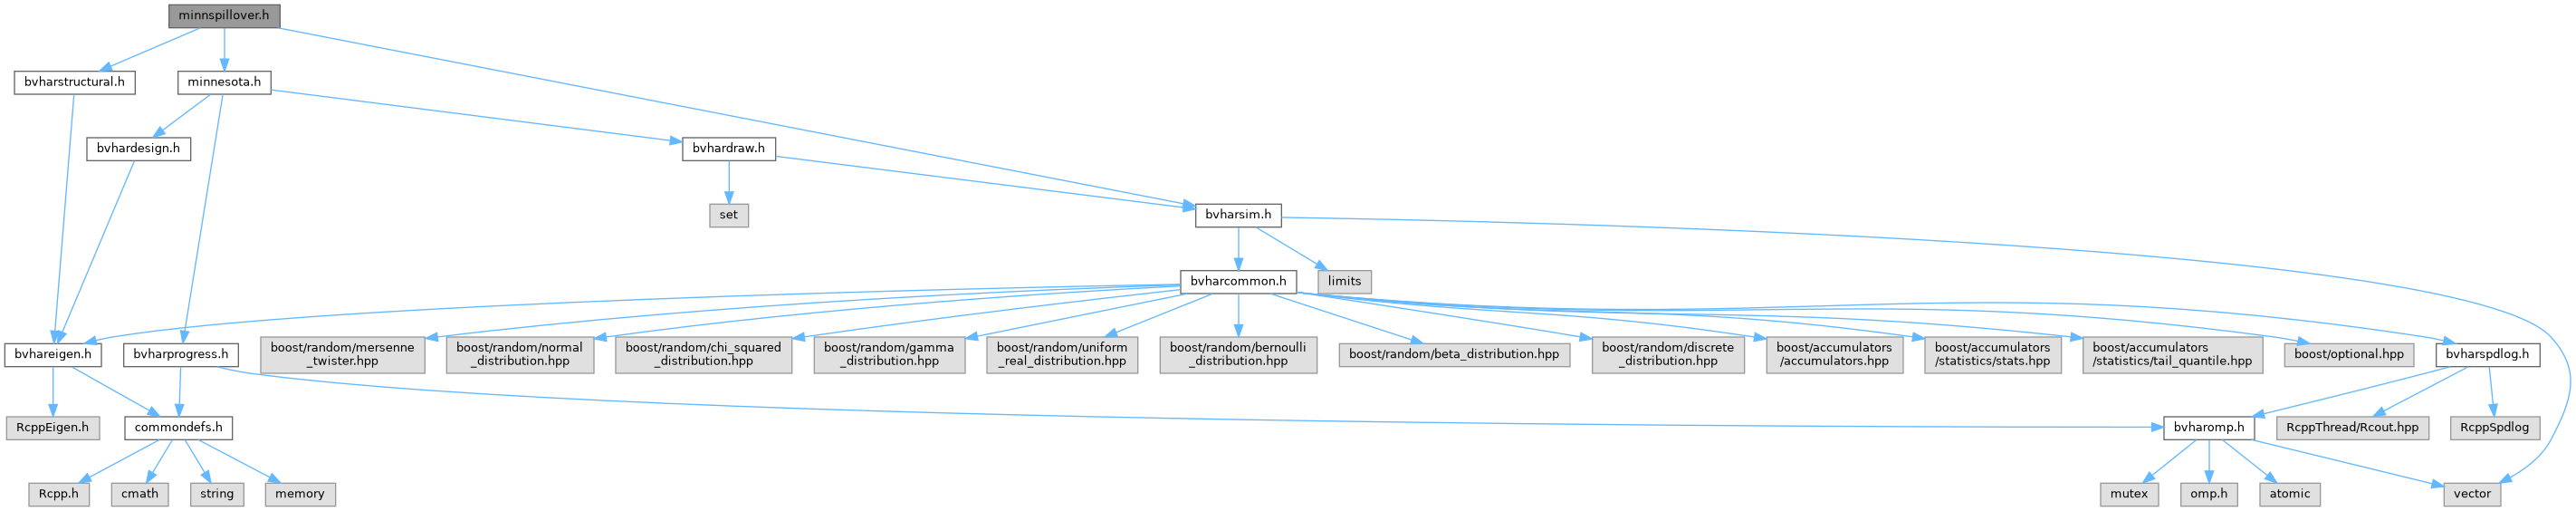 minnspillover.h
bvharstructural.h
minnesota.h
bvhardesign.h
bvhardraw.h
set
bvharsim.h
bvharcommon.h
limits
bvhareigen.h
bvharprogress.h
boost/random/mersenne
_twister.hpp
boost/random/normal
_distribution.hpp
boost/random/chi_squared
_distribution.hpp
boost/random/gamma
_distribution.hpp
boost/random/uniform
_real_distribution.hpp
boost/random/bernoulli
_distribution.hpp
boost/random/beta_distribution.hpp
boost/random/discrete
_distribution.hpp
boost/accumulators
/accumulators.hpp
boost/accumulators
/statistics/stats.hpp
boost/accumulators
/statistics/tail_quantile.hpp
boost/optional.hpp
bvharspdlog.h
RcppEigen.h
commondefs.h
bvharomp.h
RcppThread/Rcout.hpp
RcppSpdlog
Rcpp.h
cmath
string
memory
mutex
omp.h
atomic
vector